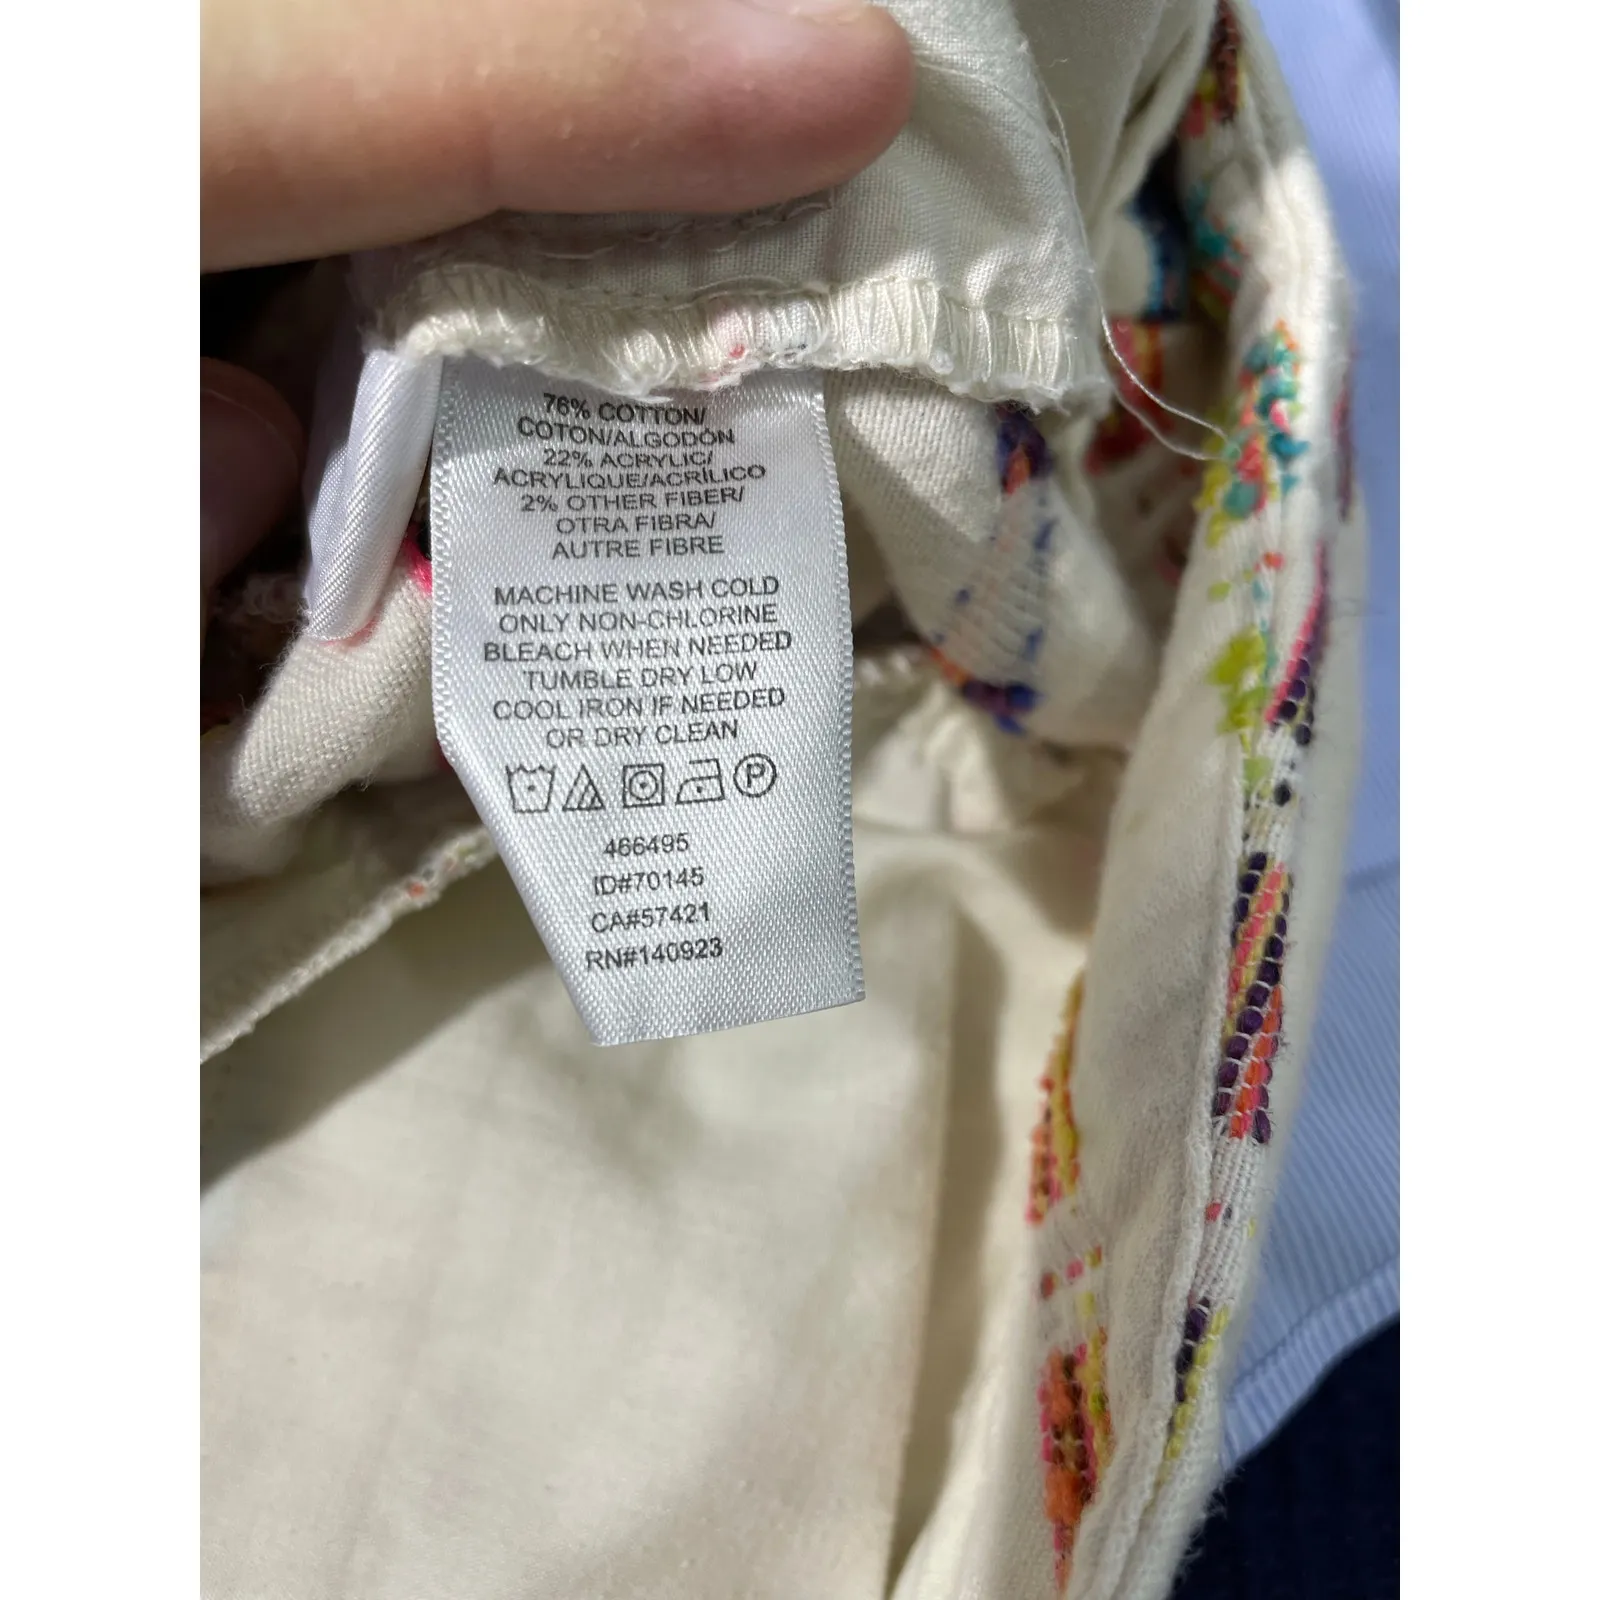 76% COTTON/
COTON/ALGODÓN
22% ACRYLIC/
ACRYLIQUE/ACRÍLICO
2% OTHER FIBER/
OTRA FIBRA/
AUTRE FIBRE
MACHINE WASH COLD
ONLY NON-CHLORINE
BLEACH WHEN NEEDED
TUMBLE DRY LOW
COOL IRON IF NEEDED
OR DRY CLEAN
P
466495
ID#70145
CA#57421
RN#140923